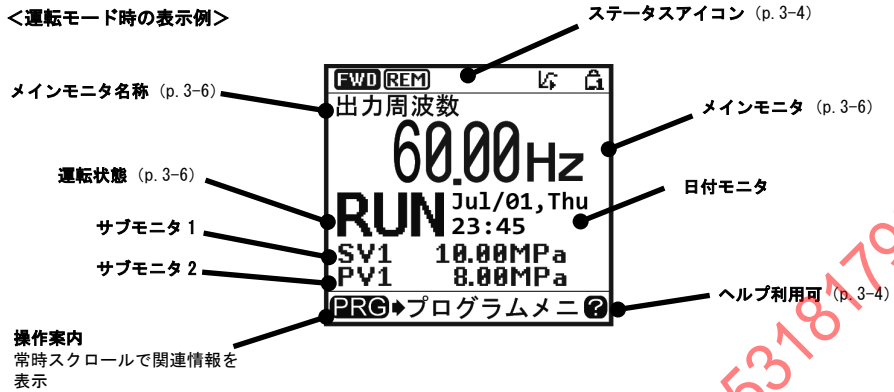 ＜運転モード時の表示例＞
ステータスアイコン (p. 3-4)
メインモニタ名称 (p. 3-6)
メインモニタ (p. 3-6)
運転状態 (p. 3-6)
日付モニタ
サブモニタ 1
サブモニタ 2
ヘルプ利用可 (p. 3-4)
操作案内
常時スクロールで関連情報を
表示
FWD REM 1
出力周波数
60.00Hz
RUN
Jul/01,Thu
23:45
SV1 10.00MPa
PV1 8.00MPa
PRG➧プログラムメニ ?
5318179